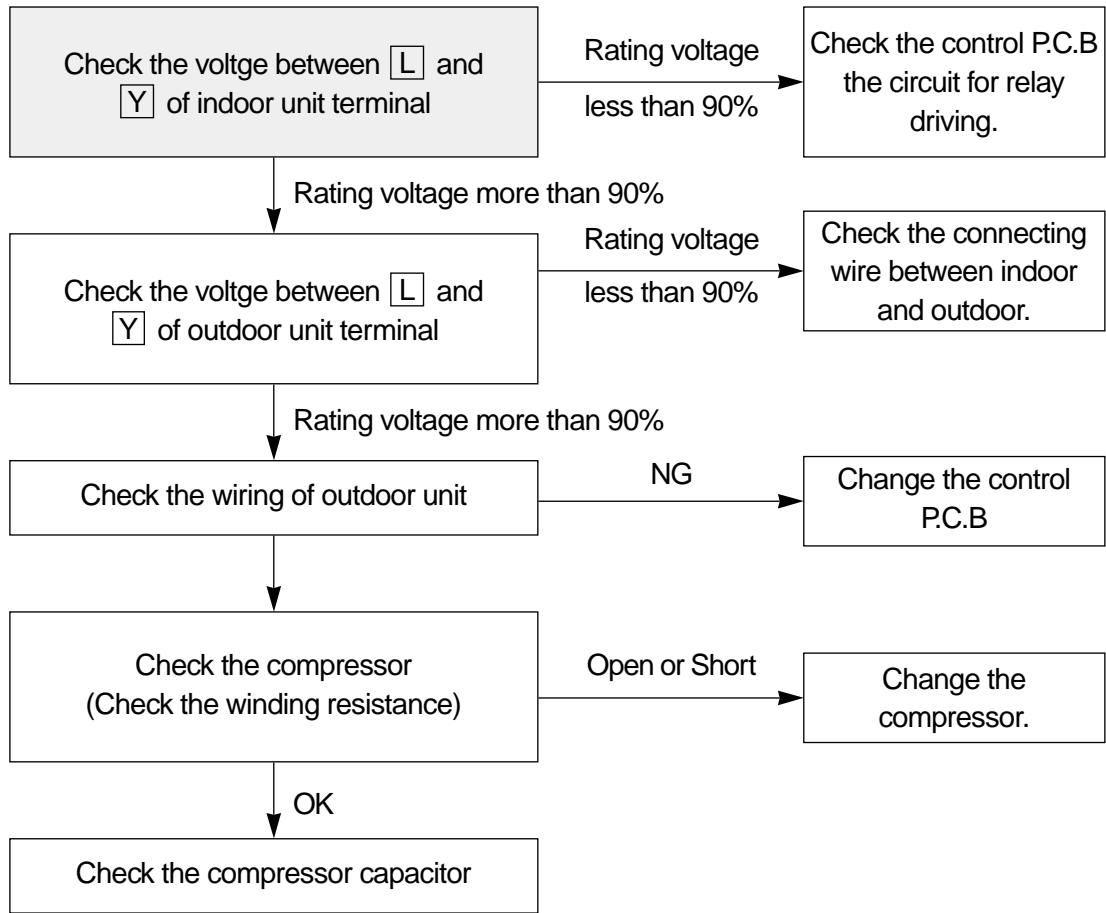 Check the voltge between L and
Y of indoor unit terminal
Rating voltage
less than 90%
Check the control P.C.B
the circuit for relay
driving.
Rating voltage more than 90%
Check the voltge between L and
Y of outdoor unit terminal
Rating voltage
less than 90%
Check the connecting
wire between indoor
and outdoor.
Rating voltage more than 90%
Check the wiring of outdoor unit
NG
Change the control
P.C.B
Check the compressor
(Check the winding resistance)
Open or Short
Change the
compressor.
OK
Check the compressor capacitor